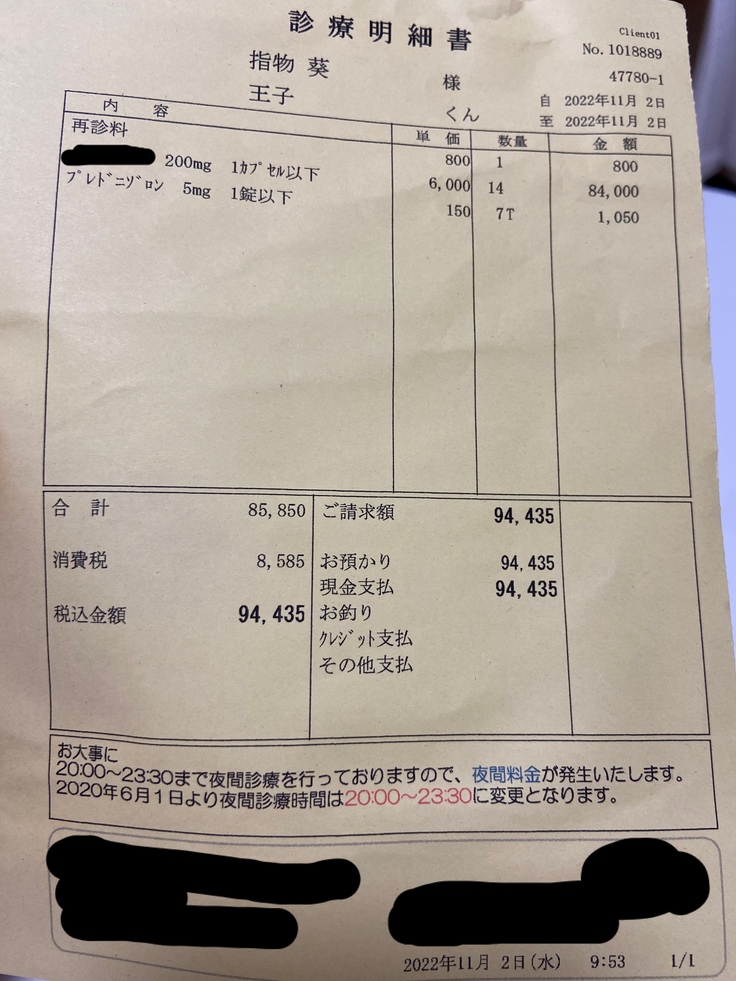 診療明細書
Client01
No. 1018889
47780-1
指物 葵 様
王子 くん
自 2022年11月 2日
至 2022年11月 2日
内 容 単 価 数量 金 額
再診料 800 1 800
200mg 1カプセル以下 6,000 14 84,000
プレドニゾロン 5mg 1錠以下 150 7T 1,050
合 計 85,850 ご請求額 94,435
消費税 8,585 お預かり 94,435
現金支払 94,435
税込金額 94,435 お釣り
クレジット支払
その他支払
お大事に
20:00～23:30まで夜間診療を行っておりますので、夜間料金が発生いたします。
2020年6月1日より夜間診療時間は20:00～23:30に変更となります。
2022年11月 2日(水) 9:53 1/1